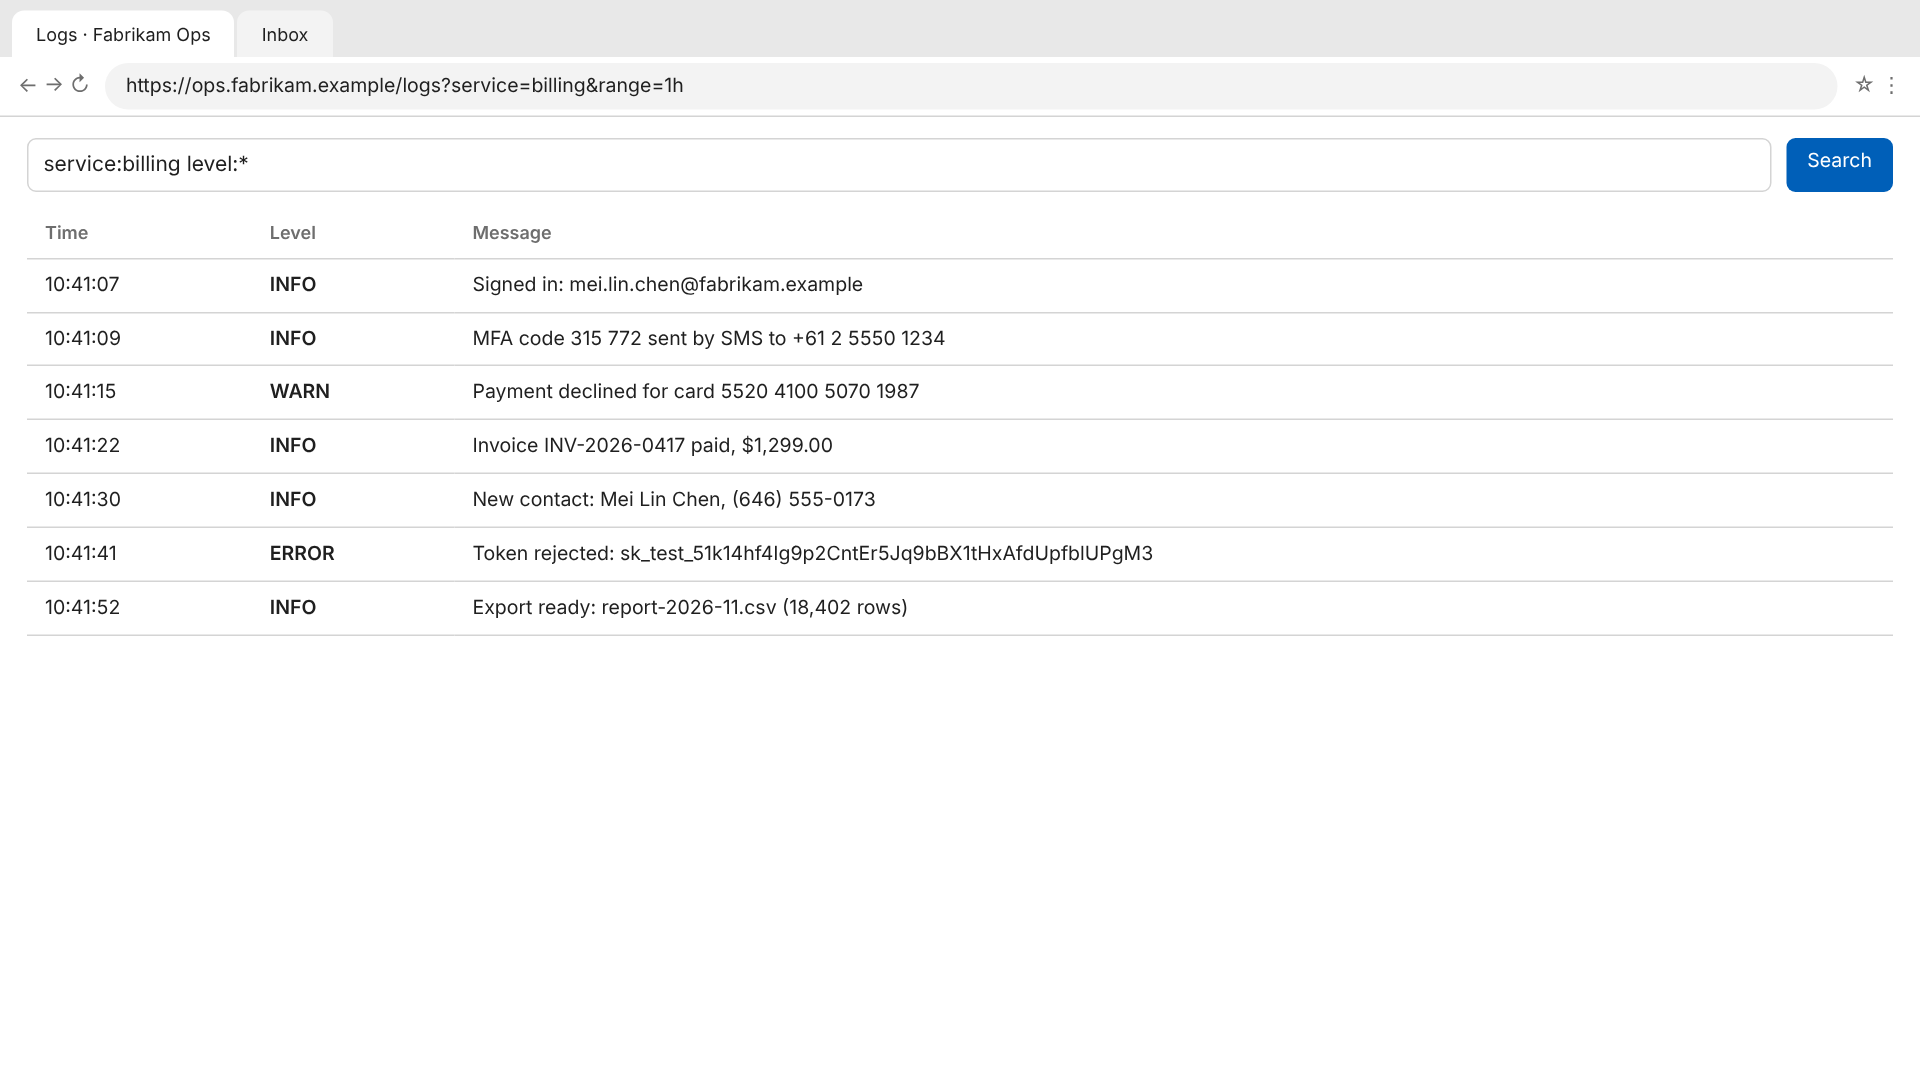 Logs · Fabrikam Ops
Inbox
https://ops.fabrikam.example/logs?service=billing&range=1h
service:billing level:*
Search
Time Level Message
10:41:07 INFO Signed in: mei.lin.chen@fabrikam.example
10:41:09 INFO MFA code 315 772 sent by SMS to +61 2 5550 1234
10:41:15 WARN Payment declined for card 5520 4100 5070 1987
10:41:22 INFO Invoice INV-2026-0417 paid, $1,299.00
10:41:30 INFO New contact: Mei Lin Chen, (646) 555-0173
10:41:41 ERROR Token rejected: sk_test_51k14hf4Ig9p2CntEr5Jq9bBX1tHxAfdUpfblUPgM3
10:41:52 INFO Export ready: report-2026-11.csv (18,402 rows)